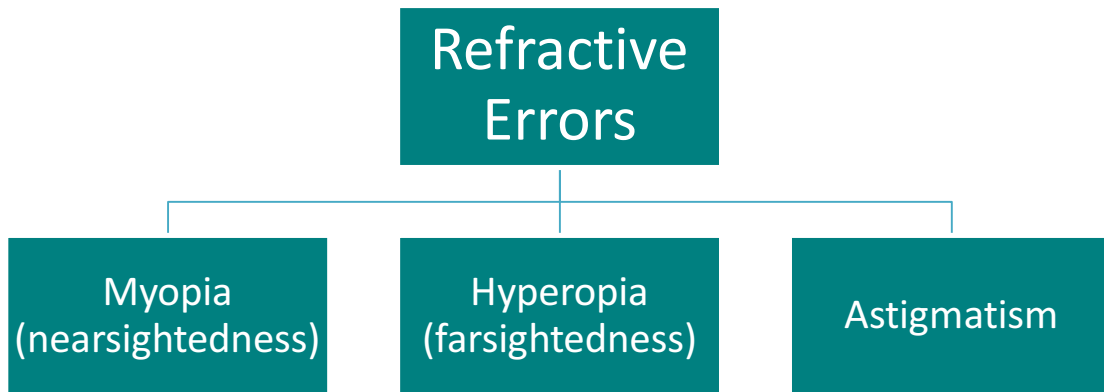 Refractive
Errors
Myopia
(nearsightedness)
Hyperopia
(farsightedness)
Astigmatism